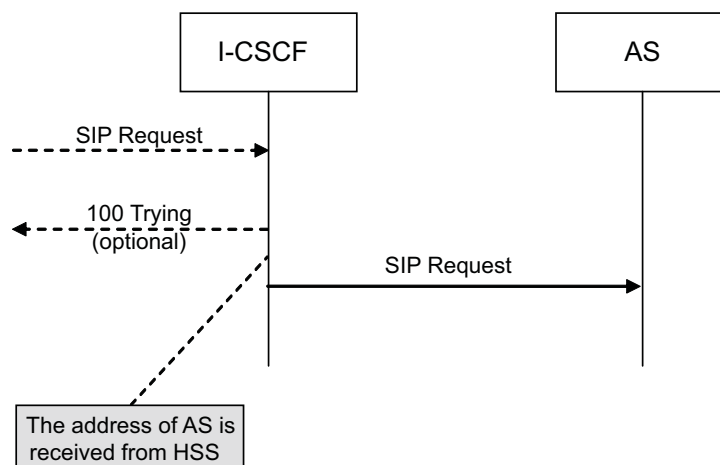 I-CSCF
AS
SIP Request
100 Trying
(optional)
SIP Request
The address of AS is
received from HSS